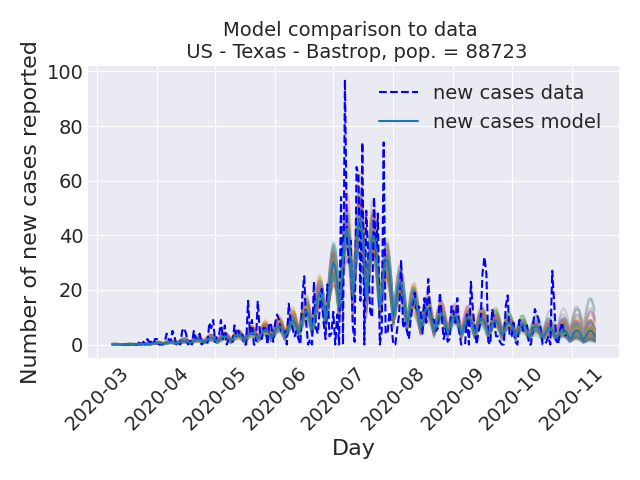 Model comparison to data
US - Texas - Bastrop, pop. = 88723
Number of new cases reported
100
80
60
40
20
0
new cases data
new cases model
2020-03
2020-04
2020-05
2020-06
2020-07
2020-08
2020-09
2020-10
2020-11
Day